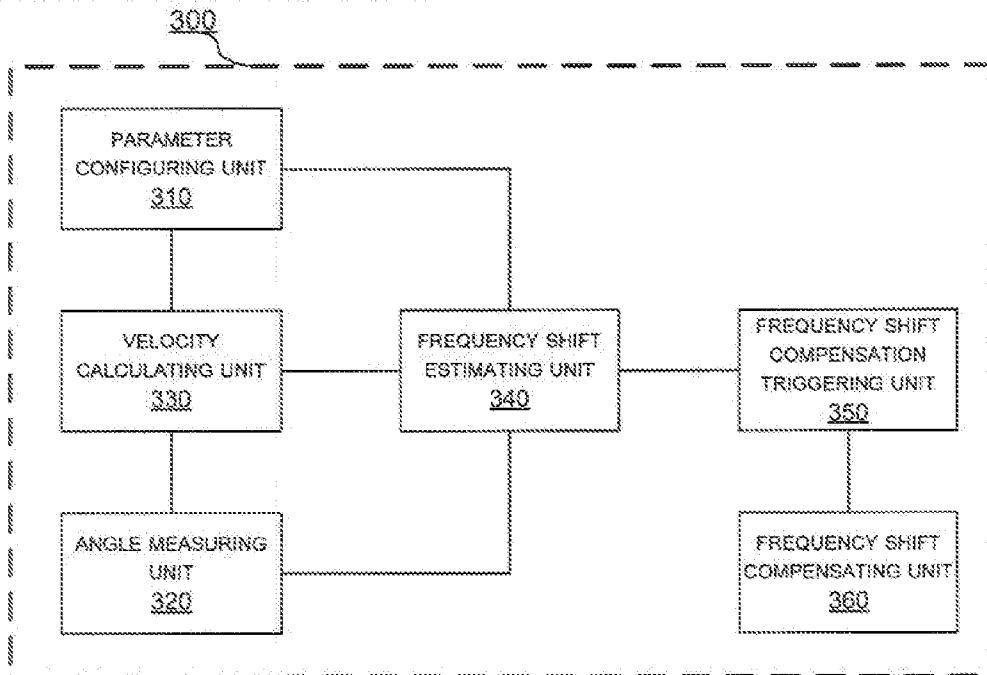 300
PARAMETER
CONFIGURING UNIT
310
VELOCITY
CALCULATING UNIT
330
FREQUENCY SHIFT
ESTIMATING UNIT
340
FREQUENCY SHIFT
COMPENSATION
TRIGGERING UNIT
350
ANGLE MEASURING
UNIT
320
FREQUENCY SHIFT
COMPENSATING UNIT
360